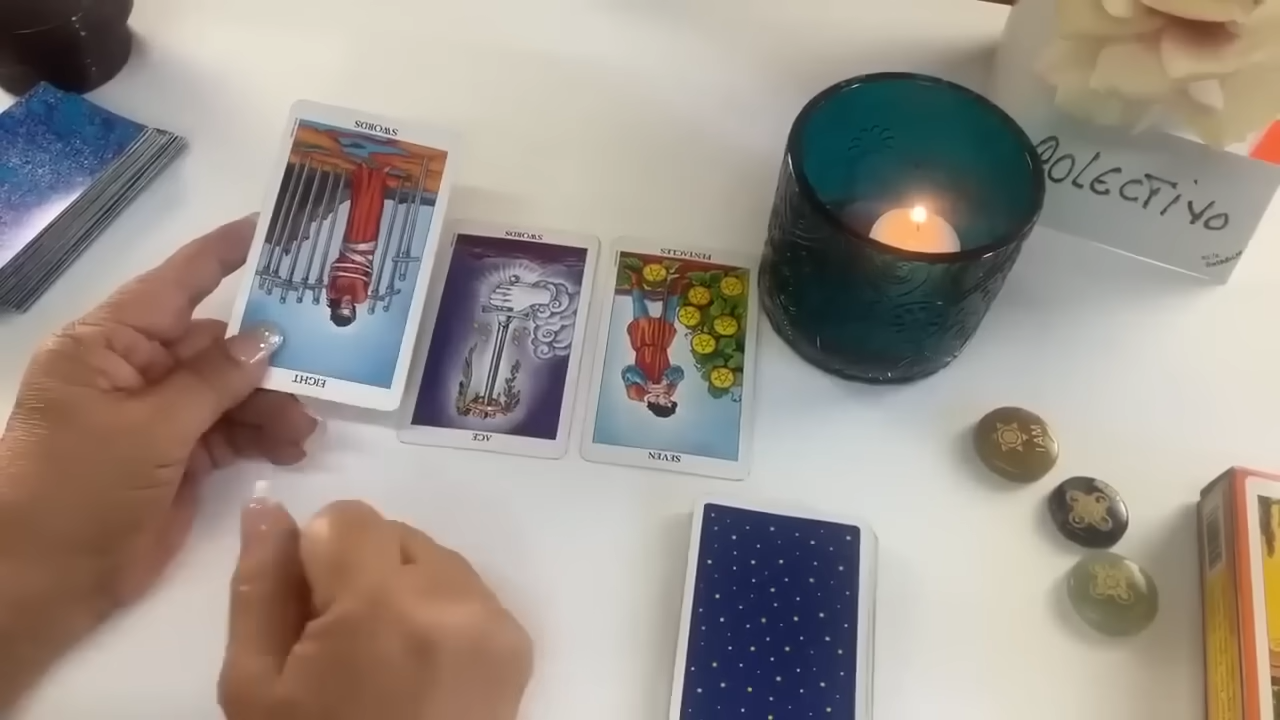 SWORDS
EIGHT
SWORDS
ACE
PENTACLES
SEVEN
COLECTIVO
I AM